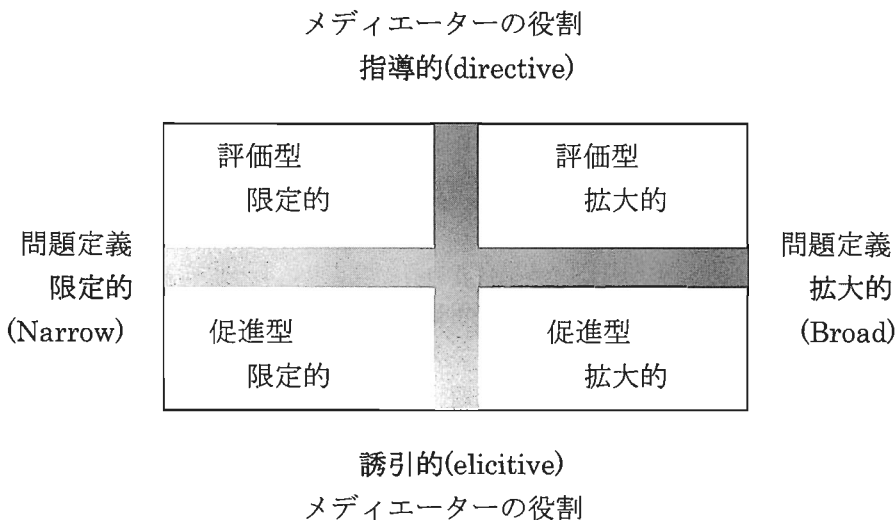 メディエーターの役割
指導的(directive)
評価型
限定的
評価型
拡大的
問題定義
限定的
(Narrow)
問題定義
拡大的
(Broad)
促進型
限定的
促進型
拡大的
誘引的(elicitive)
メディエーターの役割